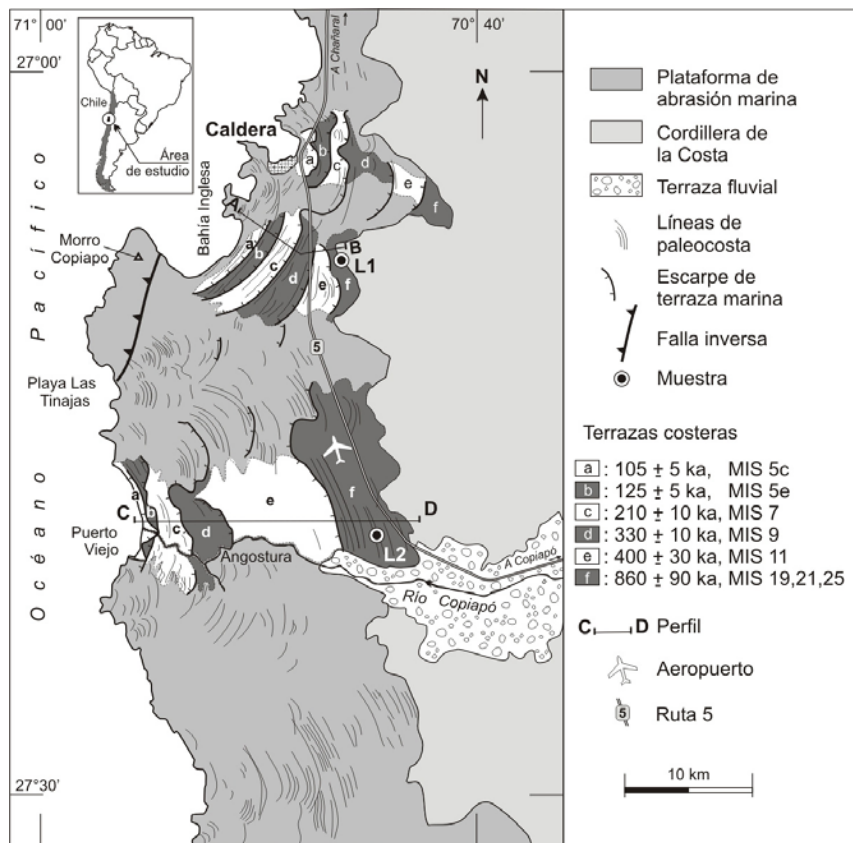 71° 00'
70° 40'
27° 00'
27° 30'
A Chañaral
N
Chile
Área
de estudio
Caldera
a
b
c
d
e
f
Bahía Inglesa
A
B
L1
a
b
c
d
e
f
Morro
Copiapo
Océano Pacífico
5
Playa Las
Tinajas
a
b
c
d
e
f
C
D
Puerto
Viejo
Angostura
L2
A Copiapó
Río Copiapó
Plataforma de
abrasión marina
Cordillera de
la Costa
Terraza fluvial
Líneas de
paleocosta
Escarpe de
terraza marina
Falla inversa
Muestra
Terrazas costeras
a : 105 ± 5 ka, MIS 5c
b : 125 ± 5 ka, MIS 5e
c : 210 ± 10 ka, MIS 7
d : 330 ± 10 ka, MIS 9
e : 400 ± 30 ka, MIS 11
f : 860 ± 90 ka, MIS 19,21,25
C D Perfil
Aeropuerto
5 Ruta 5
10 km